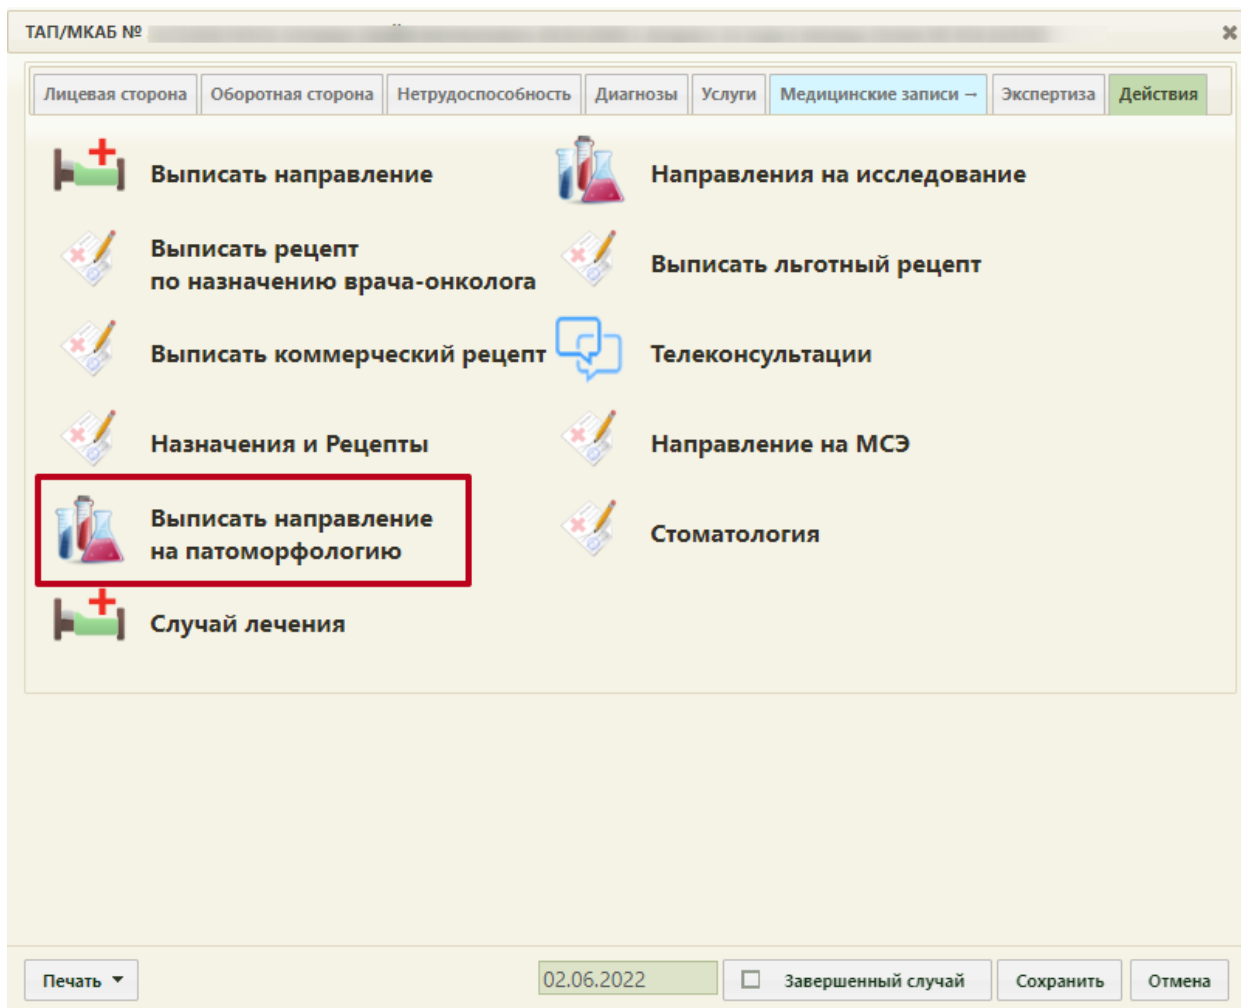 ТАП/МКАБ №
Лицевая сторона
Оборотная сторона
Нетрудоспособность
Диагнозы
Услуги
Медицинские записи →
Экспертиза
Действия
Выписать направление
Направления на исследование
Выписать рецепт
по назначению врача-онколога
Выписать льготный рецепт
Выписать коммерческий рецепт
Телеконсультации
Назначения и Рецепты
Направление на МСЭ
Выписать направление
на патоморфологию
Стоматология
Случай лечения
Печать
02.06.2022
Завершенный случай
Сохранить
Отмена